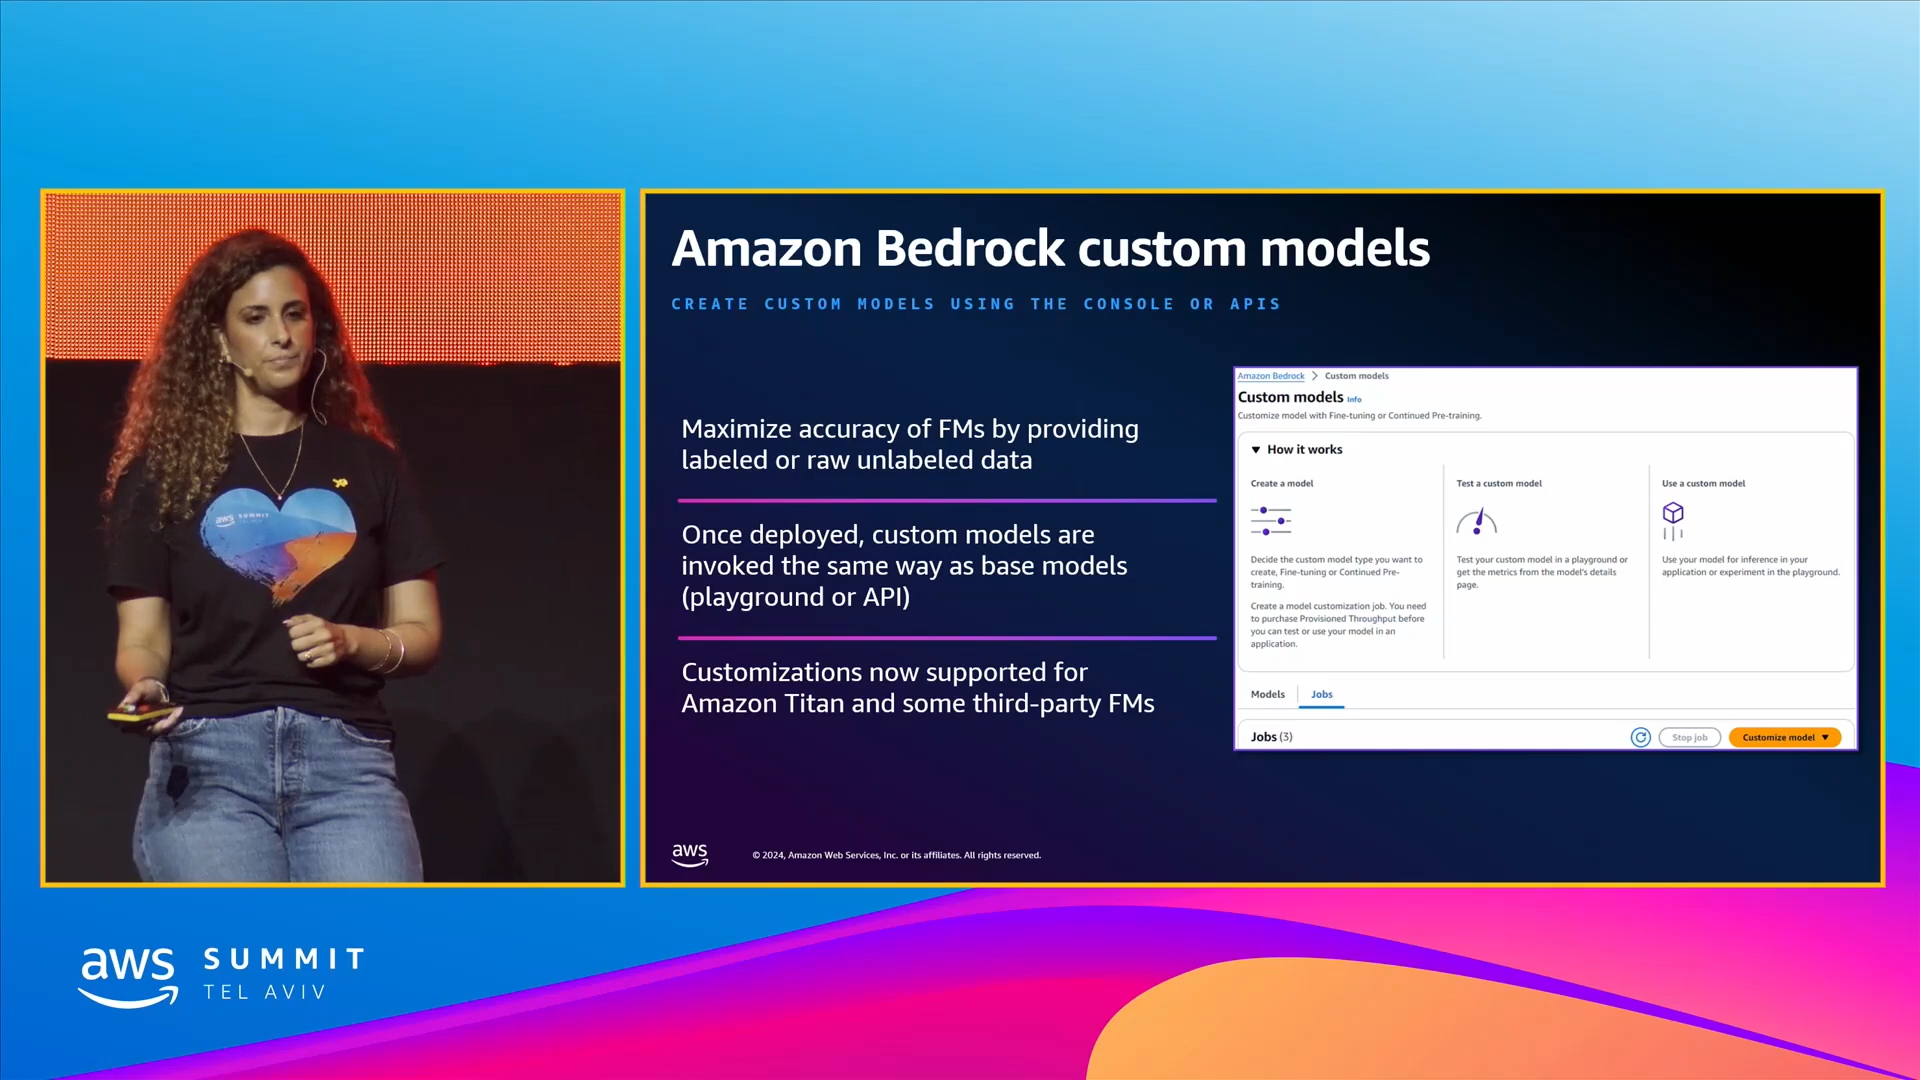 Amazon Bedrock custom models
CREATE CUSTOM MODELS USING THE CONSOLE OR APIS
Maximize accuracy of FMs by providing
labeled or raw unlabeled data
Once deployed, custom models are
invoked the same way as base models
(playground or API)
Customizations now supported for
Amazon Titan and some third-party FMs
Amazon Bedrock > Custom models
Custom models Info
Customize model with Fine-tuning or Continued Pre-training.
▼ How it works
Create a model
Decide the custom model type you want to
create, Fine-tuning or Continued Pre-
training.
Create a model customization job. You need
to purchase Provisioned Throughput before
you can test or use your model in an
application.
Test a custom model
Test your custom model in a playground or
get the metrics from the model's details
page.
Use a custom model
Use your model for inference in your
application or experiment in the playground.
Models Jobs
Jobs (3) Stop job Customize model ▼
aws © 2024, Amazon Web Services, Inc. or its affiliates. All rights reserved.
aws SUMMIT
aws SUMMIT
TEL AVIV